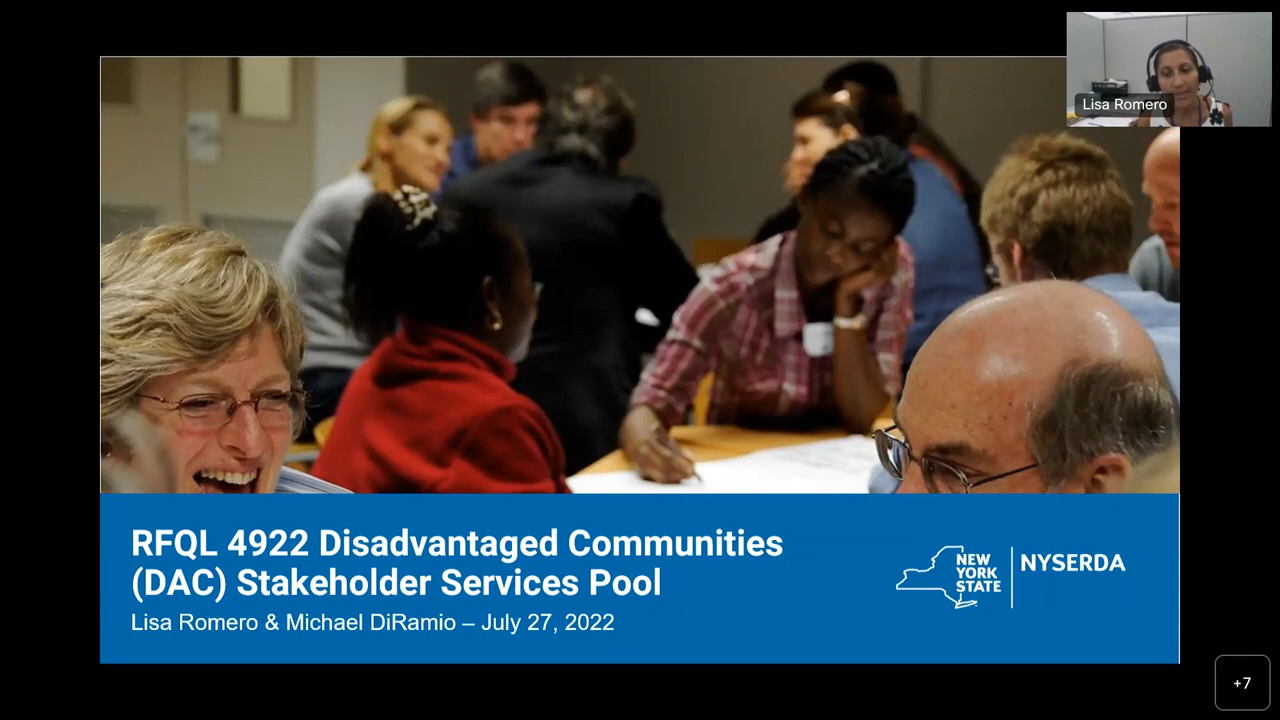 Lisa Romero
RFQL 4922 Disadvantaged Communities
(DAC) Stakeholder Services Pool
Lisa Romero & Michael DiRamio – July 27, 2022
NEW
YORK
STATE
NYSERDA
+7